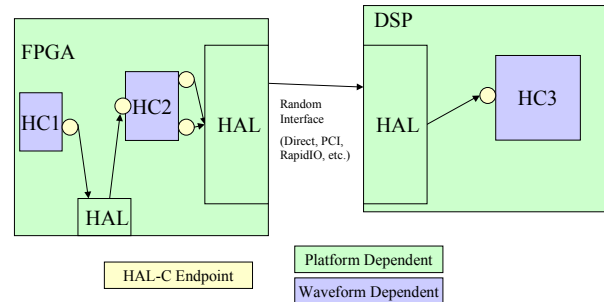 FPGA
HC1
HC2
HAL
HAL
Random
Interface
(Direct, PCI,
RapidIO, etc.)
DSP
HAL
HC3
HAL-C Endpoint
Platform Dependent
Waveform Dependent